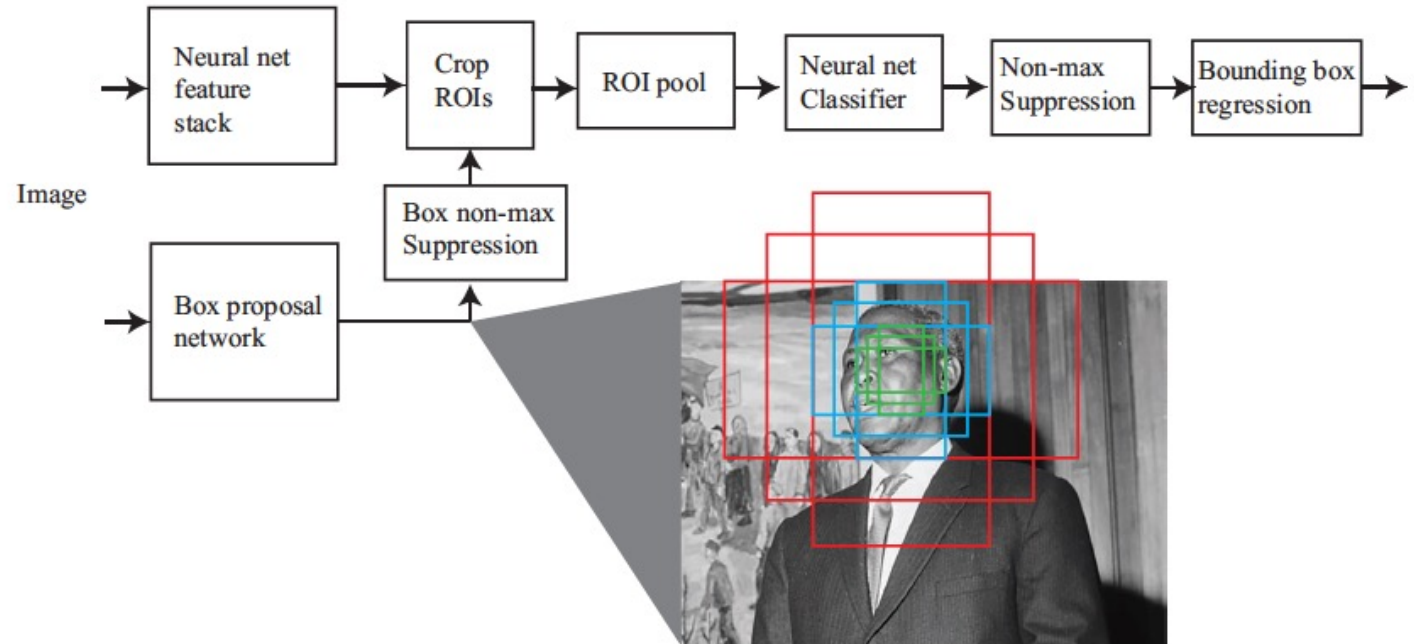 Neural net
feature
stack
Crop
ROIs
ROI pool
Neural net
Classifier
Non-max
Suppression
Bounding box
regression
Image
Box non-max
Suppression
Box proposal
network